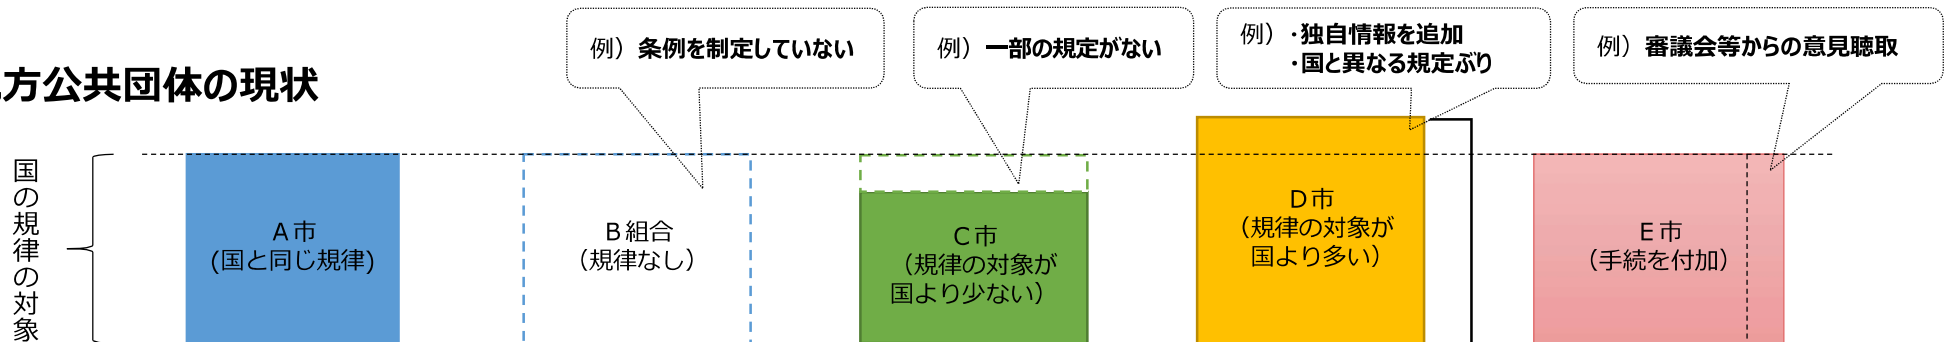 方公共団体の現状
例）条例を制定していない
例）一部の規定がない
例）・独自情報を追加
・国と異なる規定ぶり
例）審議会等からの意見聴取
国の規律の対象
A市
(国と同じ規律)
B組合
（規律なし）
C市
（規律の対象が
国より少ない）
D市
（規律の対象が
国より多い）
E市
（手続を付加）